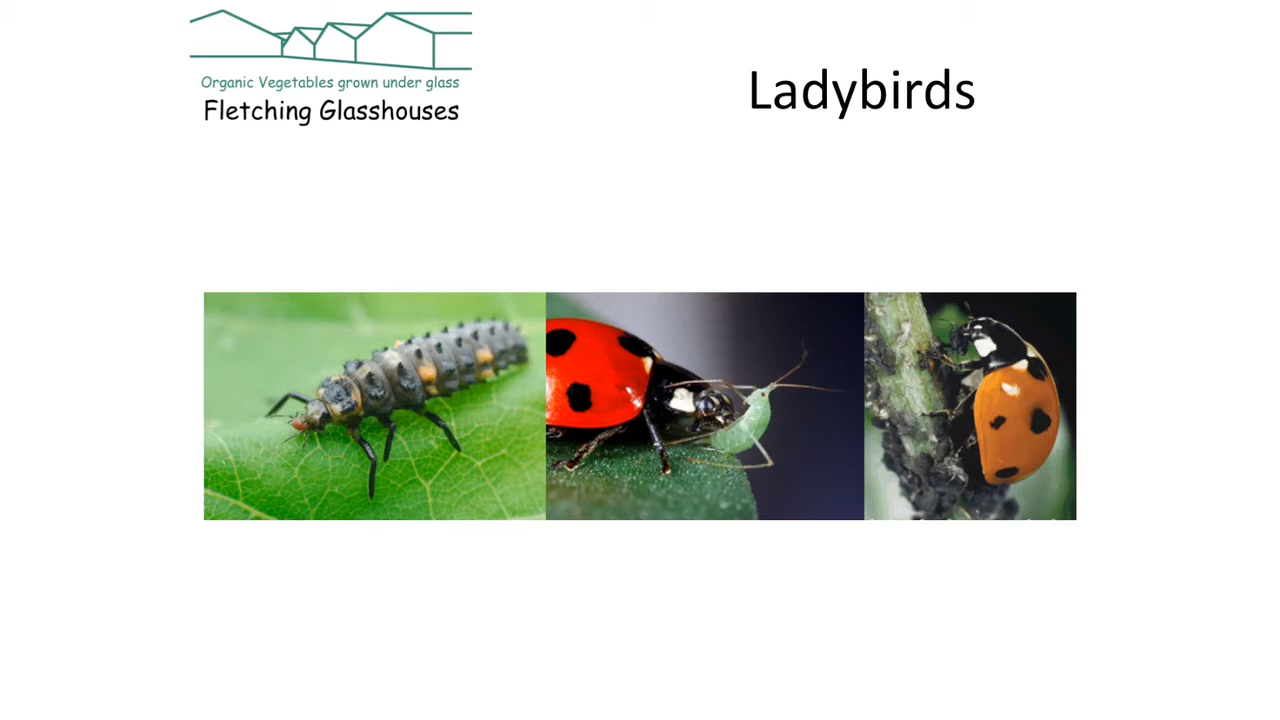 Organic Vegetables grown under glass
Fletching Glasshouses
Ladybirds